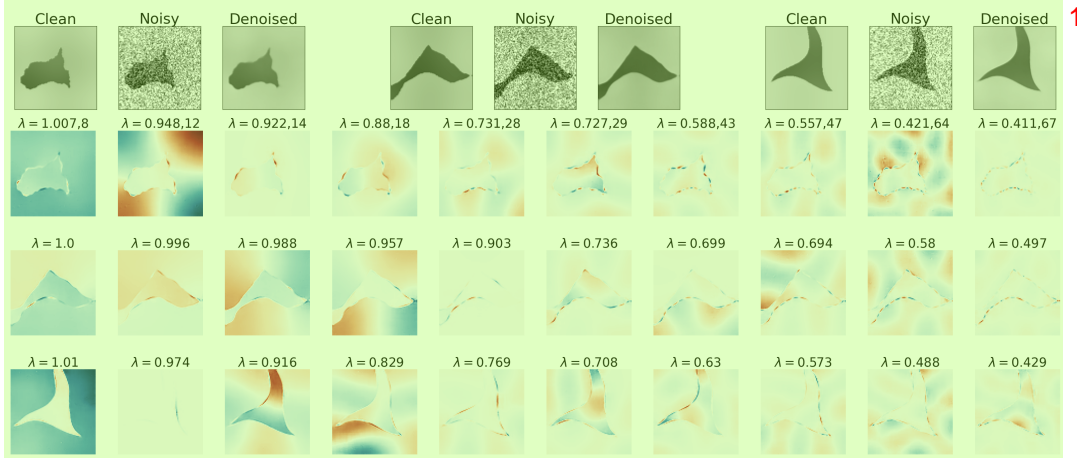 Clean Noisy Denoised Clean Noisy Denoised Clean Noisy Denoised
1
λ = 1.007,8 λ = 0.948,12 λ = 0.922,14 λ = 0.88,18 λ = 0.731,28 λ = 0.727,29 λ = 0.588,43 λ = 0.557,47 λ = 0.421,64 λ = 0.411,67
λ = 1.0 λ = 0.996 λ = 0.988 λ = 0.957 λ = 0.903 λ = 0.736 λ = 0.699 λ = 0.694 λ = 0.58 λ = 0.497
λ = 1.01 λ = 0.974 λ = 0.916 λ = 0.829 λ = 0.769 λ = 0.708 λ = 0.63 λ = 0.573 λ = 0.488 λ = 0.429